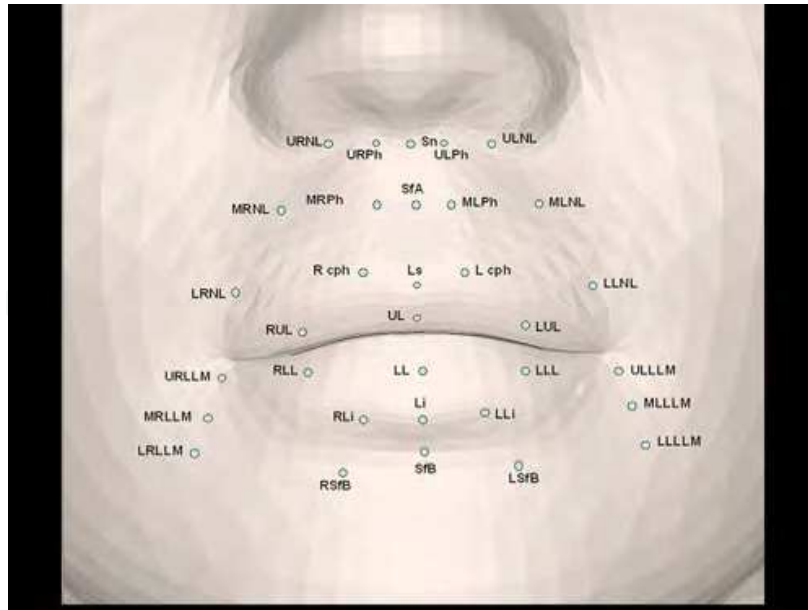 URNL Sn ULNL
URPh ULPh
SfA
MRNL MRPh MLPh MLNL
R cph Ls L cph
LRNL LLNL
UL
RUL LUL
URLLM RLL LL LLL ULLLM
Li
MRLLM RLi LLi MLLLM
LRLLM SfB LLLLM
RSfB LSfB